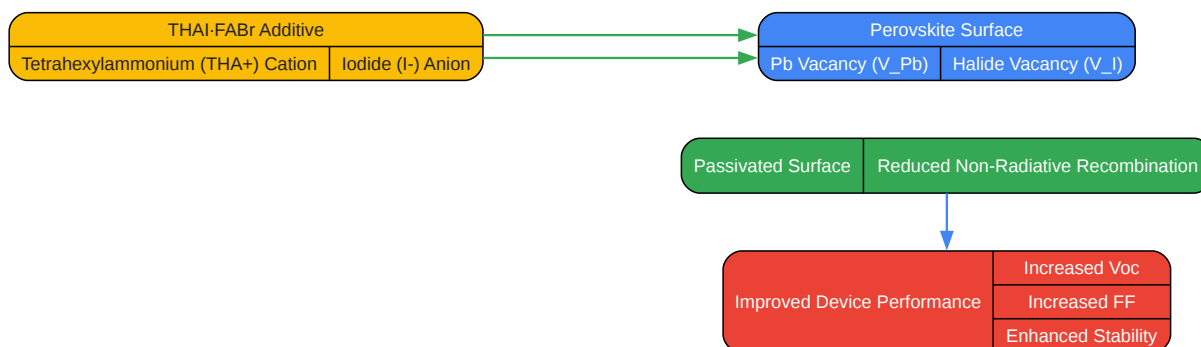 THAI·FABr Additive
Tetrahexylammonium (THA+) Cation
Iodide (I-) Anion
Perovskite Surface
Pb Vacancy (V_Pb)
Halide Vacancy (V_I)
Passivated Surface
Reduced Non-Radiative Recombination
Improved Device Performance
Increased Voc
Increased FF
Enhanced Stability